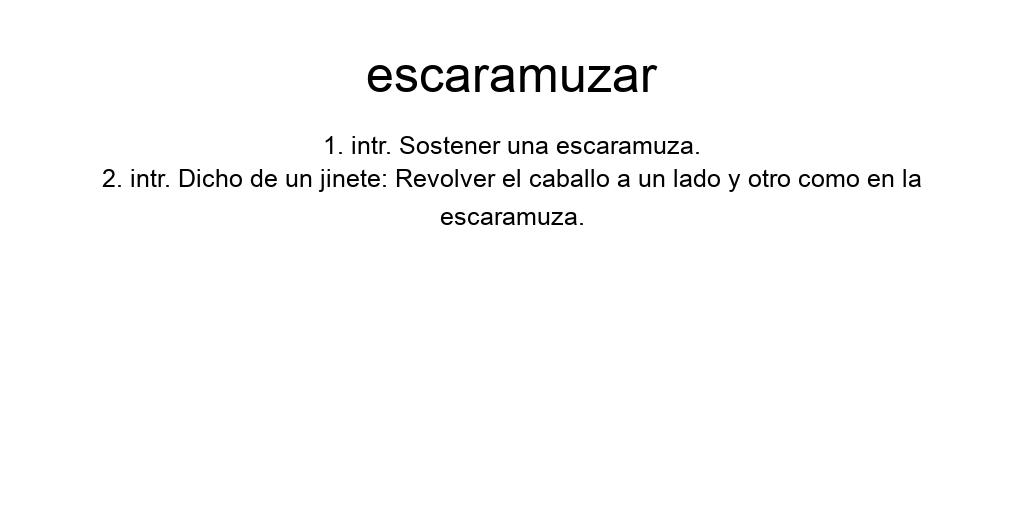 escaramuzar
1. intr. Sostener una escaramuza.
2. intr. Dicho de un jinete: Revolver el caballo a un lado y otro como en la
escaramuza.